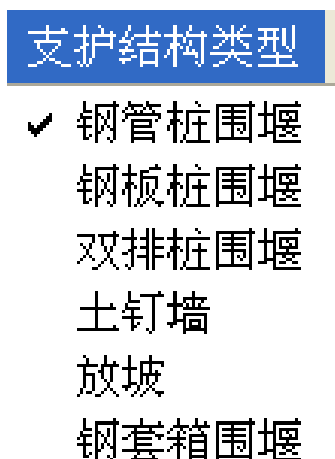 支护结构类型
钢管桩围堰
钢板桩围堰
双排桩围堰
土钉墙
放坡
钢套箱围堰